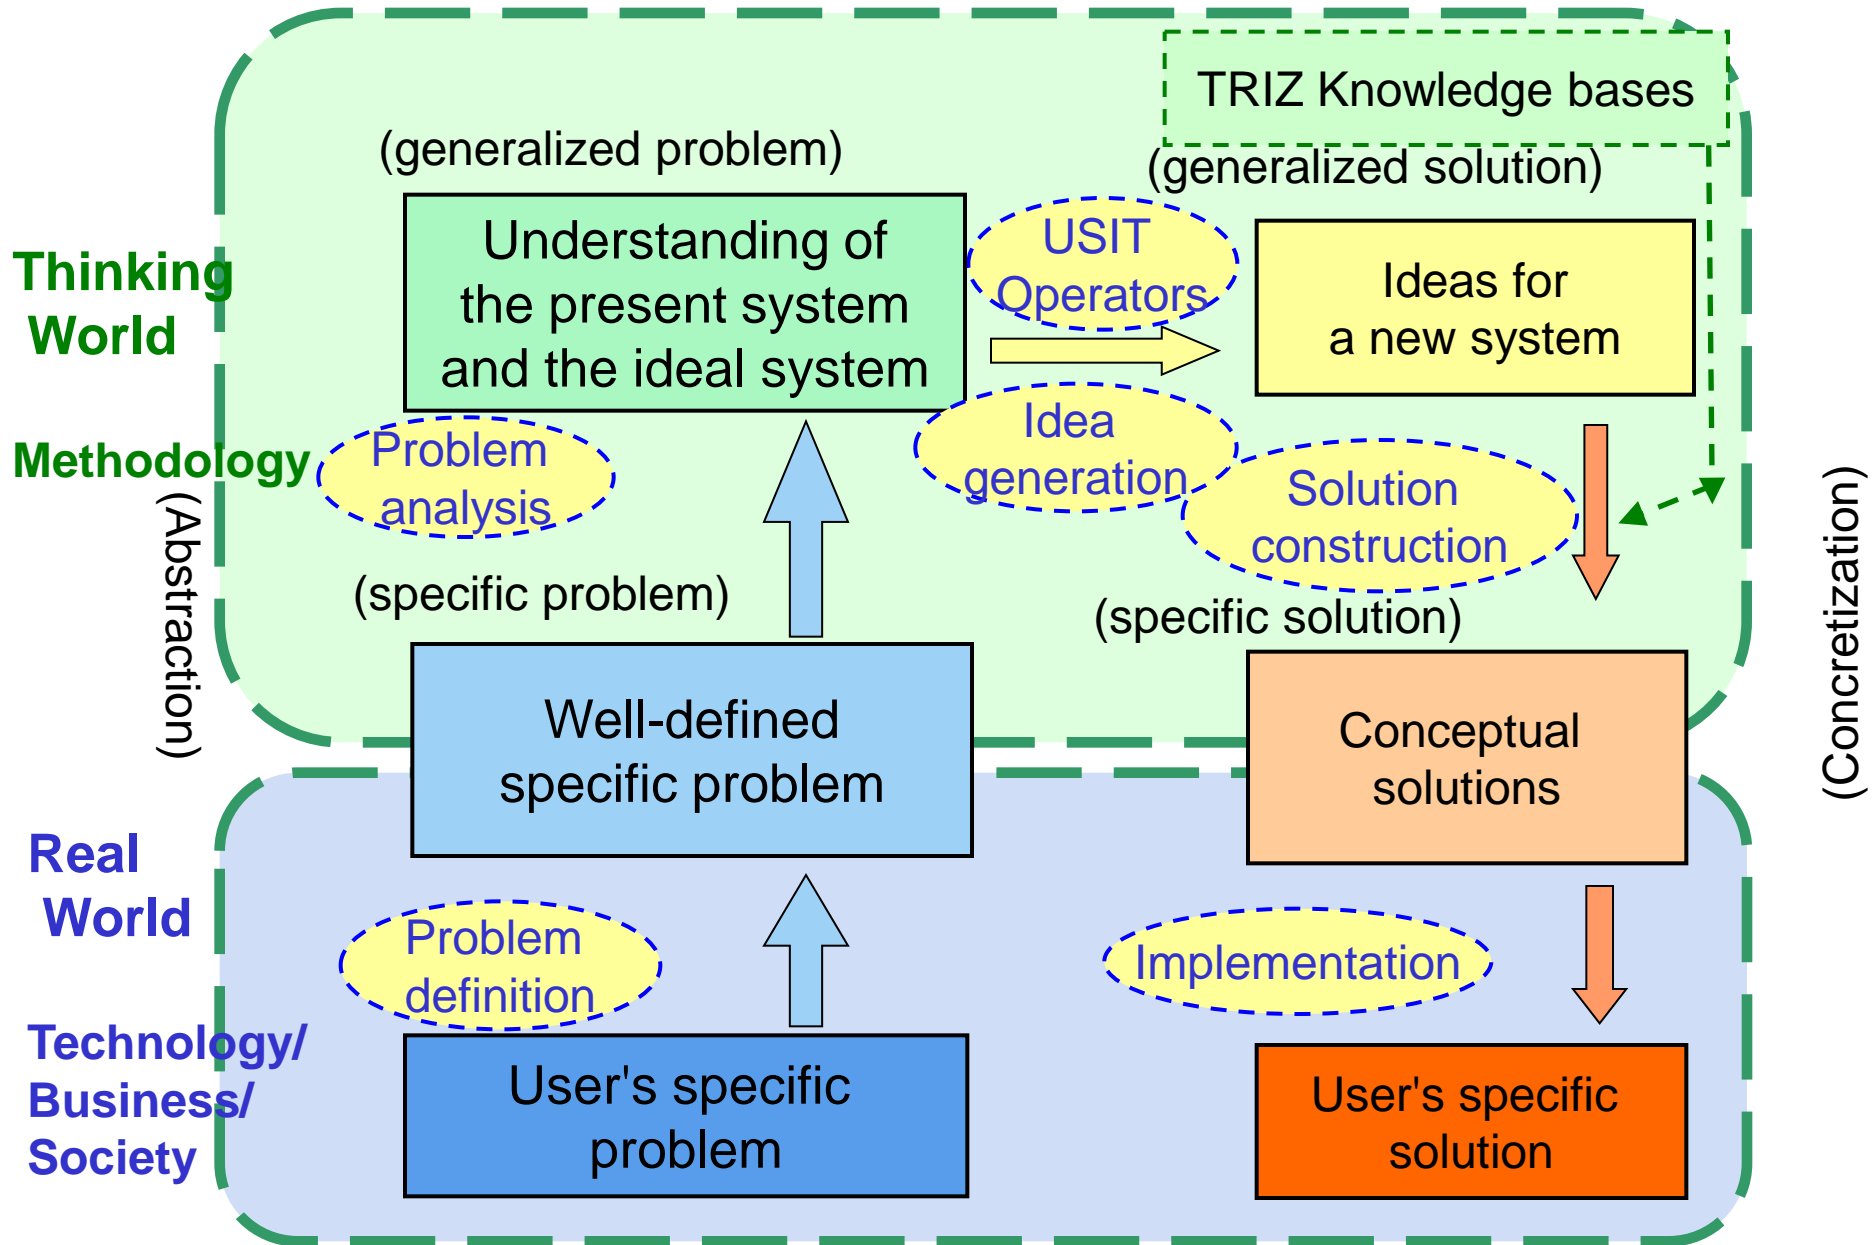 TRIZ Knowledge bases
(generalized problem)
(generalized solution)
Understanding of
the present system
and the ideal system
USIT
Operators
Ideas for
a new system
Thinking
World
Methodology
Problem
analysis
Idea
generation
Solution
construction
(Abstraction)
(Concretization)
(specific problem)
(specific solution)
Well-defined
specific problem
Conceptual
solutions
Real
World
Problem
definition
Implementation
Technology/
Business/
Society
User's specific
problem
User's specific
solution